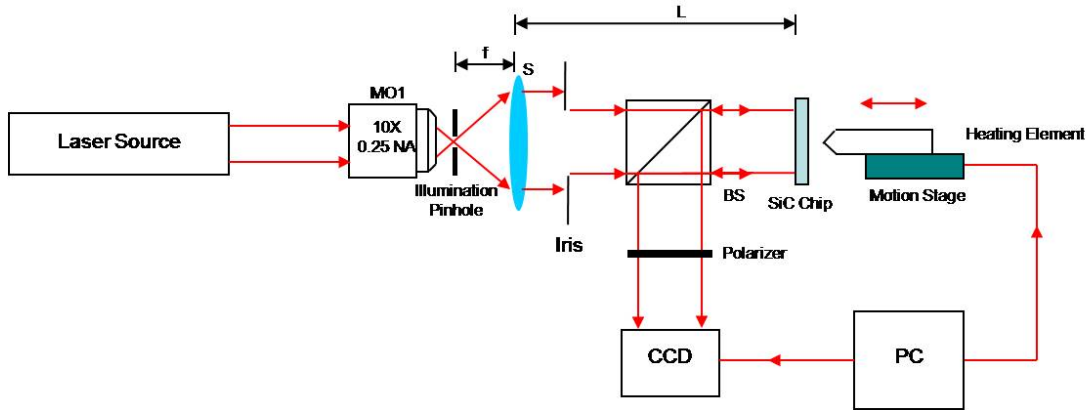 L
f
S
MO1
Laser Source
10X
0.25 NA
Heating Element
Illumination
Pinhole
BS
SiC Chip
Motion Stage
Iris
Polarizer
CCD
PC